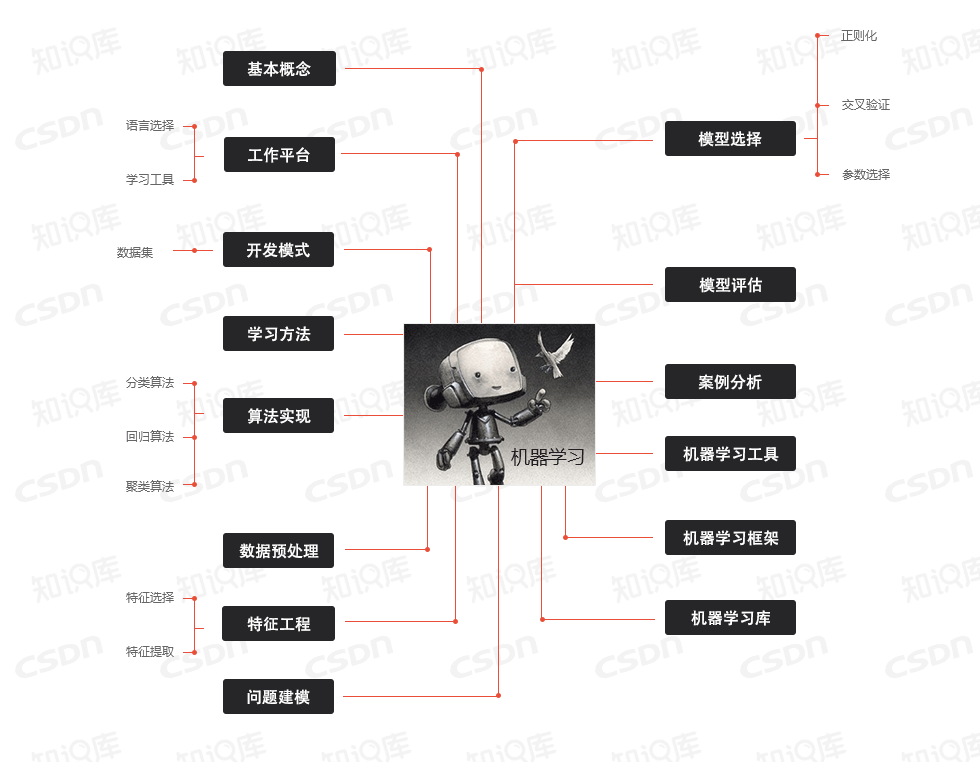 基本概念
语言选择
工作平台
学习工具
数据集
开发模式
学习方法
分类算法
算法实现
回归算法
聚类算法
数据预处理
特征选择
特征工程
特征提取
问题建模
机器学习
正则化
交叉验证
模型选择
参数选择
模型评估
案例分析
机器学习工具
机器学习框架
机器学习库
知识库
CSDN